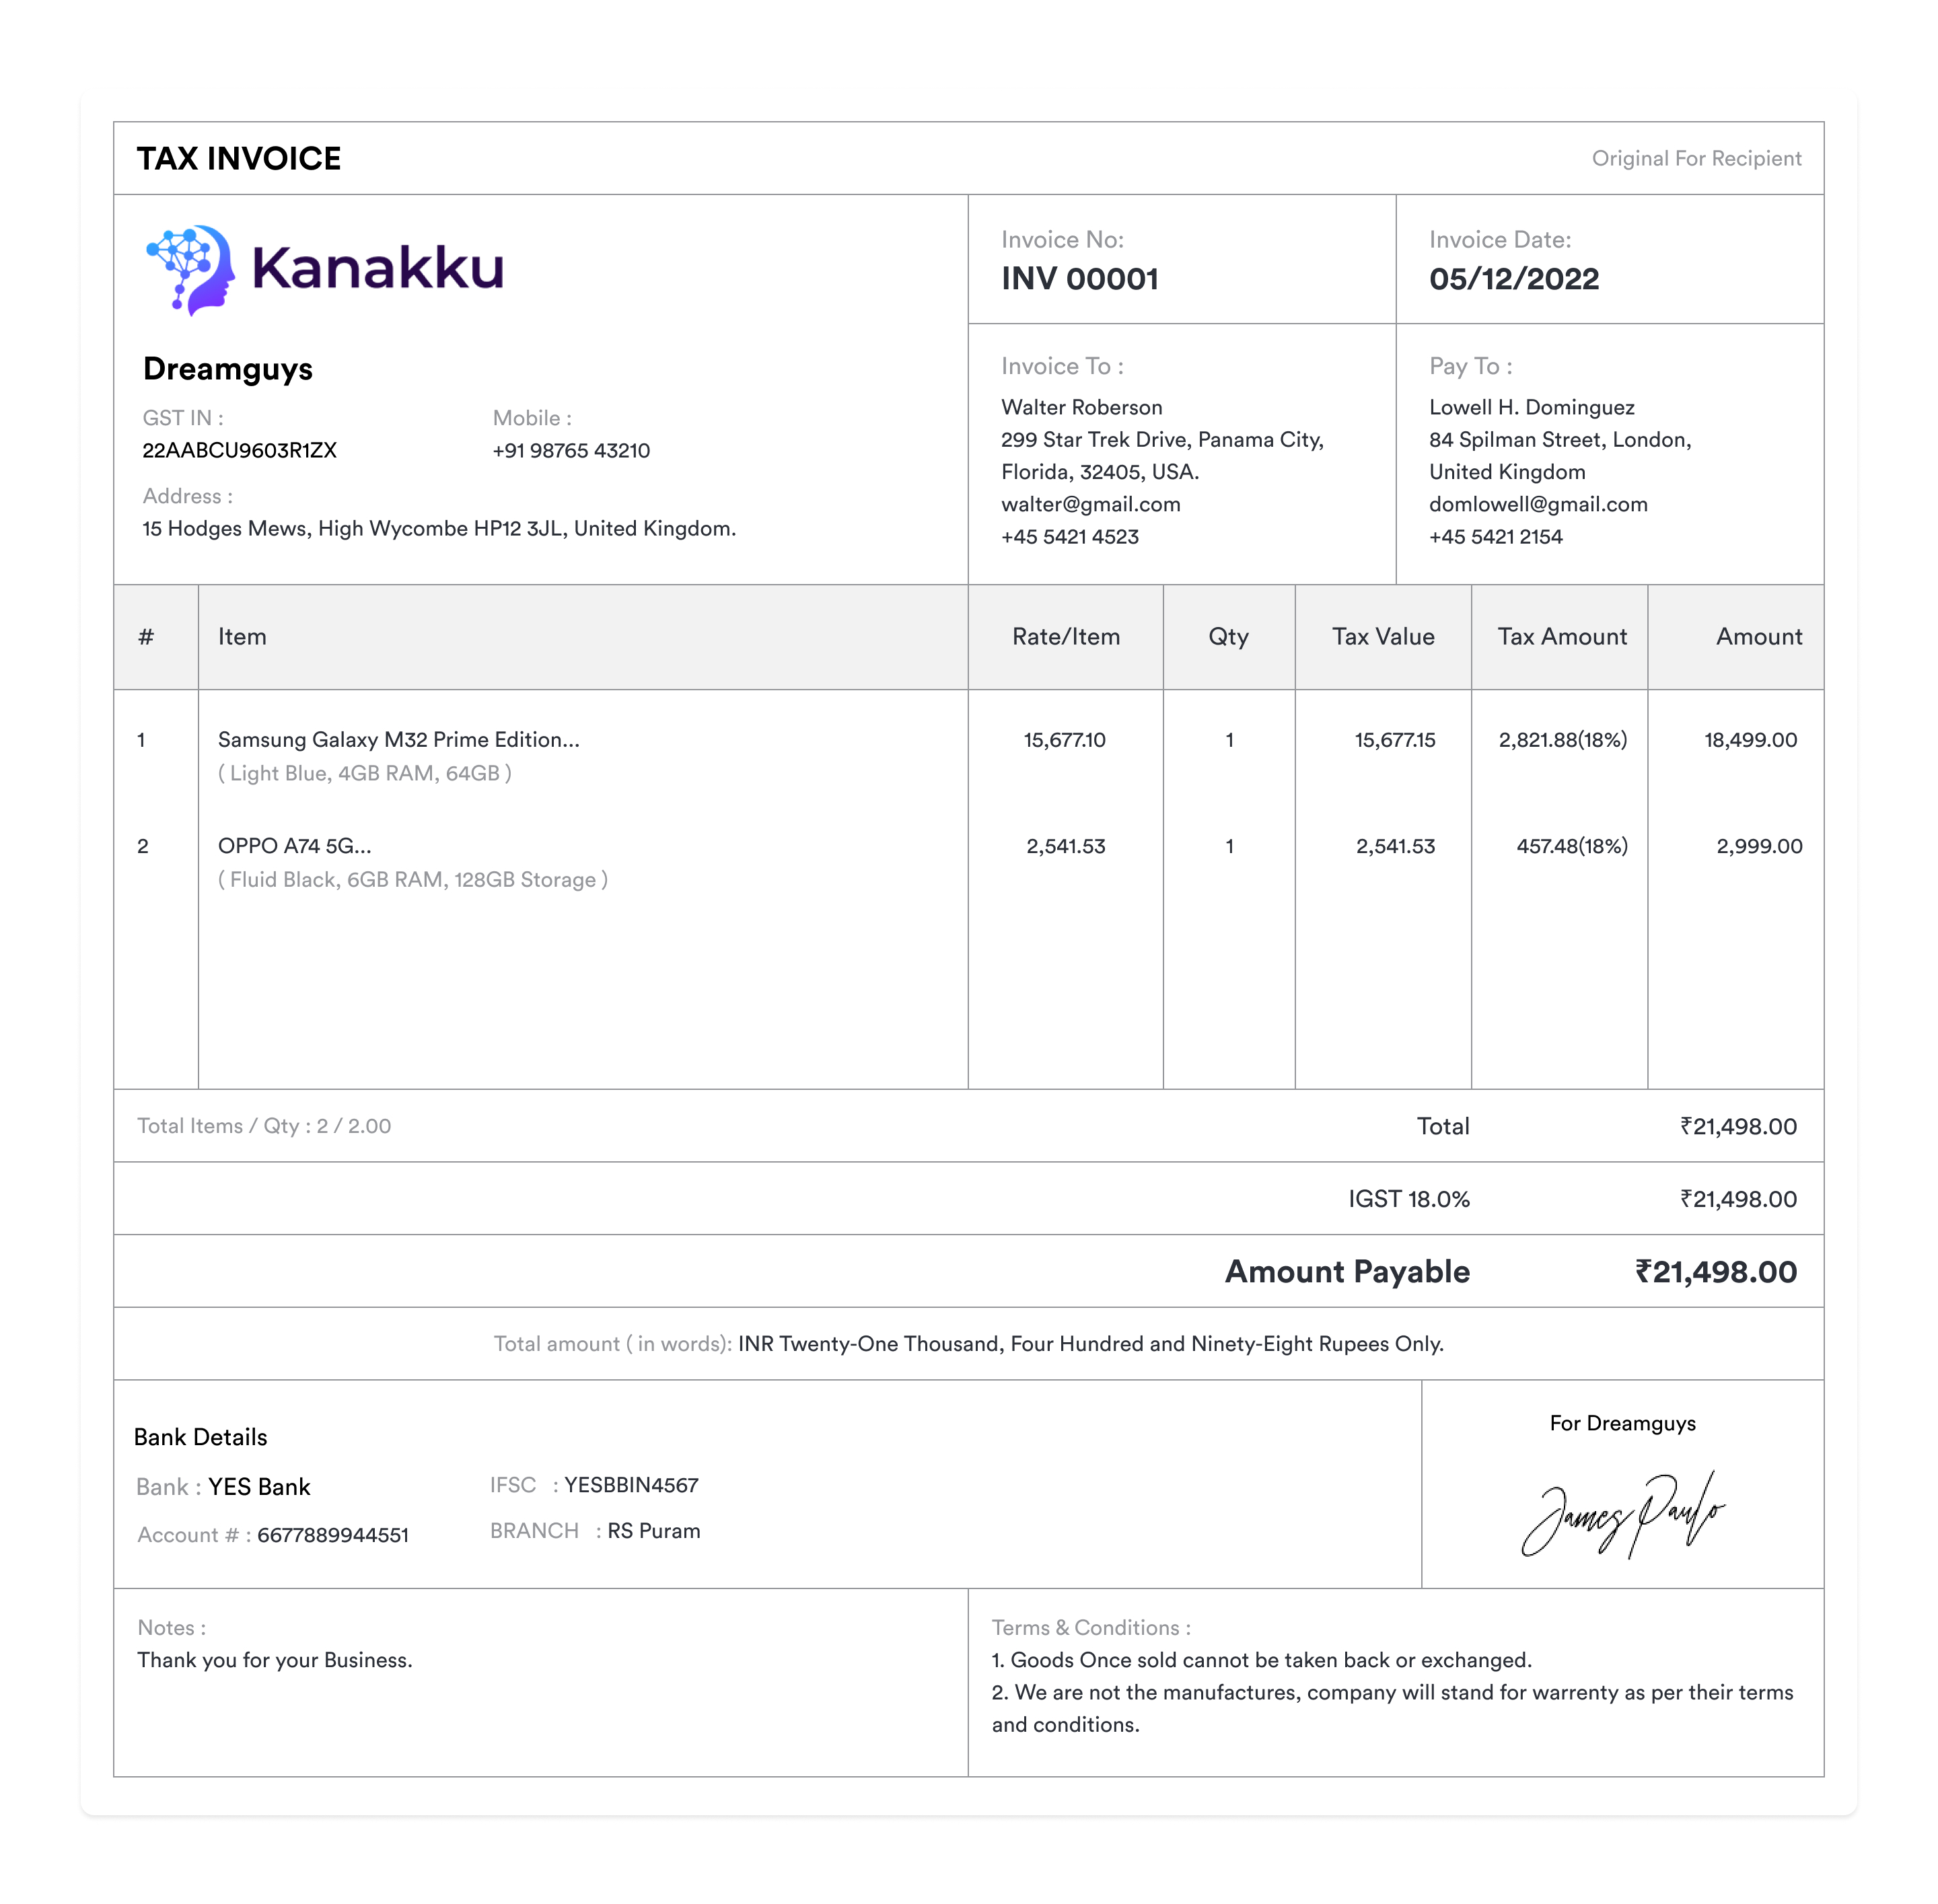 TAX INVOICE
Original For Recipient
Kanakku
Dreamguys
GST IN :
22AABCU9603R1ZX
Mobile :
+91 98765 43210
Address :
15 Hodges Mews, High Wycombe HP12 3JL, United Kingdom.
Invoice No:
INV 00001
Invoice Date:
05/12/2022
Invoice To :
Walter Roberson
299 Star Trek Drive, Panama City,
Florida, 32405, USA.
walter@gmail.com
+45 5421 4523
Pay To :
Lowell H. Dominguez
84 Spilman Street, London,
United Kingdom
domlowell@gmail.com
+45 5421 2154
# Item Rate/Item Qty Tax Value Tax Amount Amount
1 Samsung Galaxy M32 Prime Edition... 15,677.10 1 15,677.15 2,821.88(18%) 18,499.00
( Light Blue, 4GB RAM, 64GB )
2 OPPO A74 5G... 2,541.53 1 2,541.53 457.48(18%) 2,999.00
( Fluid Black, 6GB RAM, 128GB Storage )
Total Items / Qty : 2 / 2.00 Total ₹21,498.00
IGST 18.0% ₹21,498.00
Amount Payable ₹21,498.00
Total amount ( in words): INR Twenty-One Thousand, Four Hundred and Ninety-Eight Rupees Only.
Bank Details
Bank : YES Bank
IFSC : YESBBIN4567
Account # : 6677889944551
BRANCH : RS Puram
For Dreamguys
James Paulo
Notes :
Thank you for your Business.
Terms & Conditions :
1. Goods Once sold cannot be taken back or exchanged.
2. We are not the manufactures, company will stand for warrenty as per their terms
and conditions.